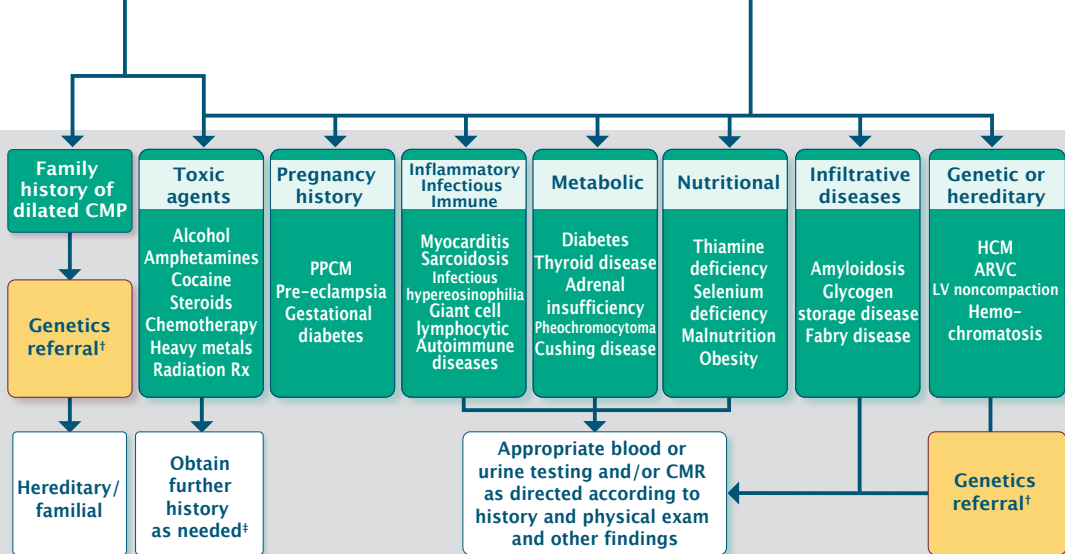 Family
history of
dilated CMP
Genetics
referral†
Hereditary/
familial
Toxic
agents
Alcohol
Amphetamines
Cocaine
Steroids
Chemotherapy
Heavy metals
Radiation Rx
Obtain
further
history
as needed‡
Pregnancy
history
PPCM
Pre-eclampsia
Gestational
diabetes
Inflammatory
Infectious
Immune
Myocarditis
Sarcoidosis
Infectious
hypereosinophilia
Giant cell
lymphocytic
Autoimmune
diseases
Metabolic
Diabetes
Thyroid disease
Adrenal
insufficiency
Pheochromocytoma
Cushing disease
Nutritional
Thiamine
deficiency
Selenium
deficiency
Malnutrition
Obesity
Appropriate blood or
urine testing and/or CMR
as directed according to
history and physical exam
and other findings
Infiltrative
diseases
Amyloidosis
Glycogen
storage disease
Fabry disease
Genetic or
hereditary
HCM
ARVC
LV noncompaction
Hemo-
chromatosis
Genetics
referral†